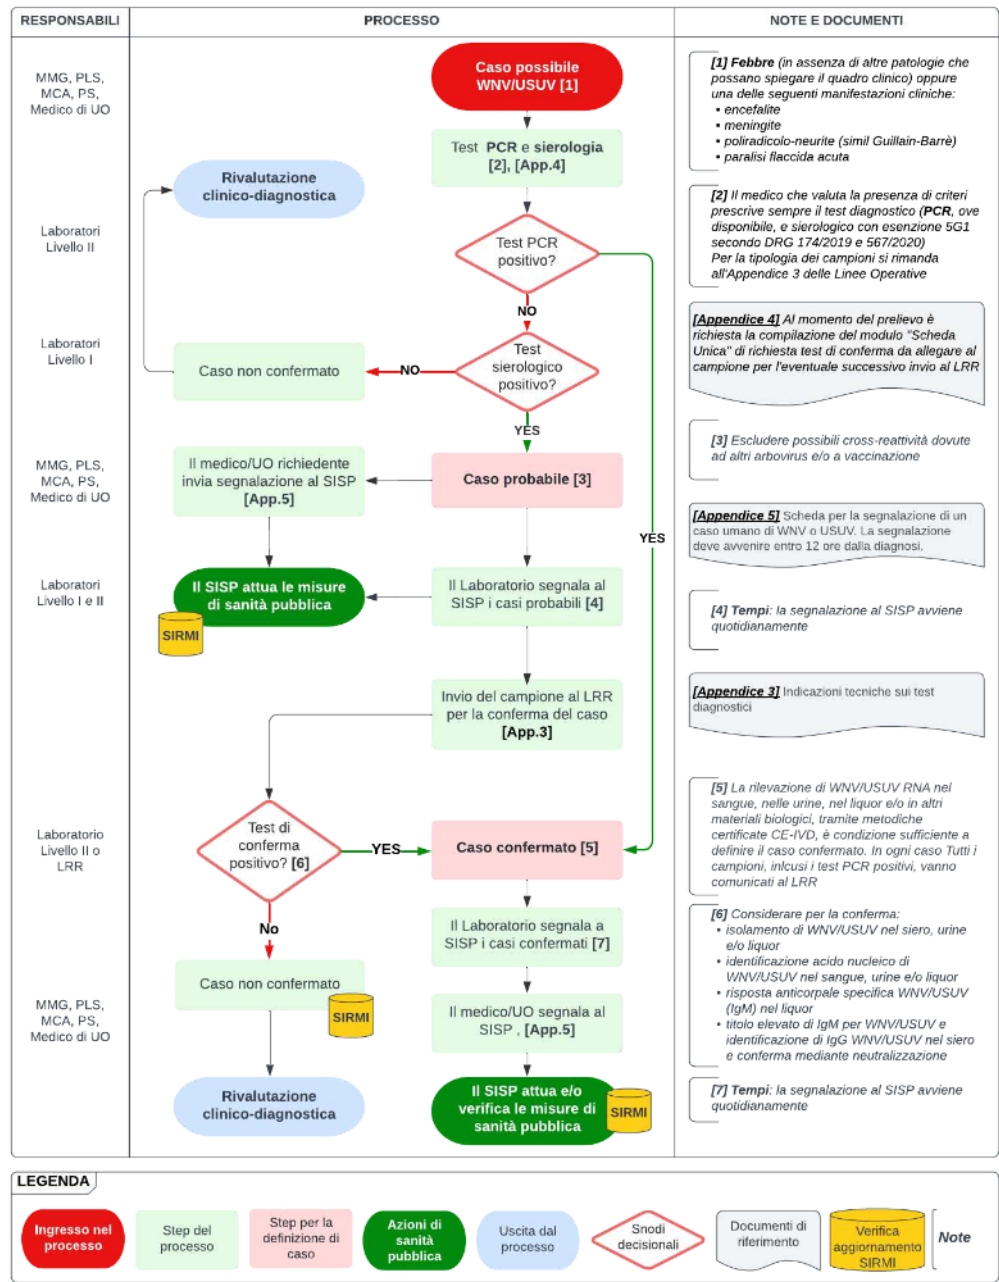 RESPONSABILI
PROCESSO
NOTE E DOCUMENTI
MMG, PLS,
MCA, PS,
Medico di UO
Caso possibile
WNV/USUV [1]
[1] Febbre (in assenza di altre patologie che
possano spiegare il quadro clinico) oppure
una delle seguenti manifestazioni cliniche:
• encefalite
• meningite
• poliradicolo-neurite (simil Guillain-Barrè)
• paralisi flaccida acuta
Test PCR e sierologia
[2], [App.4]
Rivalutazione
clinico-diagnostica
[2] Il medico che valuta la presenza di criteri
prescrive sempre il test diagnostico (PCR, ove
disponibile, e sierologico con esenzione 5G1
secondo DRG 174/2019 e 567/2020)
Per la tipologia dei campioni si rimanda
all'Appendice 3 delle Linee Operative
Laboratori
Livello II
Test PCR
positivo?
NO
[Appendice 4] Al momento del prelievo è
richiesta la compilazione del modulo "Scheda
Unica" di richiesta test di conferma da allegare al
campione per l'eventuale successivo invio al LRR
Laboratori
Livello I
Caso non confermato
NO
Test
sierologico
positivo?
YES
[3] Escludere possibili cross-reattività dovute
ad altri arbovirus e/o a vaccinazione
MMG, PLS,
MCA, PS,
Medico di UO
Il medico/UO richiedente
invia segnalazione al SISP
[App.5]
Caso probabile [3]
YES
[Appendice 5] Scheda per la segnalazione di un
caso umano di WNV o USUV. La segnalazione
deve avvenire entro 12 ore dalla diagnosi.
Laboratori
Livello I e II
Il SISP attua le misure
di sanità pubblica
SIRMI
Il Laboratorio segnala al
SISP i casi probabili [4]
[4] Tempi: la segnalazione al SISP avviene
quotidianamente
Invio del campione al LRR
per la conferma del caso
[App.3]
[Appendice 3] Indicazioni tecniche sui test
diagnostici
[5] La rilevazione di WNV/USUV RNA nel
sangue, nelle urine, nel liquor e/o in altri
materiali biologici, tramite metodiche
certificate CE-IVD, è condizione sufficiente a
definire il caso confermato. In ogni caso Tutti i
campioni, inlcusi i test PCR positivi, vanno
comunicati al LRR
Laboratorio
Livello II o
LRR
Test di
conferma
positivo? [6]
YES
Caso confermato [5]
No
Il Laboratorio segnala a
SISP i casi confermati [7]
[6] Considerare per la conferma:
• isolamento di WNV/USUV nel siero, urine
e/o liquor
• identificazione acido nucleico di
WNV/USUV nel sangue, urine e/o liquor
• risposta anticorpale specifica WNV/USUV
(IgM) nel liquor
• titolo elevato di IgM per WNV/USUV e
identificazione di IgG WNV/USUV nel siero
e conferma mediante neutralizzazione
Caso non confermato
SIRMI
MMG, PLS,
MCA, PS,
Medico di UO
Il medico/UO segnala al
SISP , [App.5]
Rivalutazione
clinico-diagnostica
Il SISP attua e/o
verifica le misure di
sanità pubblica
SIRMI
[7] Tempi: la segnalazione al SISP avviene
quotidianamente
LEGENDA
Ingresso nel
processo
Step del
processo
Step per la
definizione di
caso
Azioni di
sanità
pubblica
Uscita dal
processo
Snodi
decisionali
Documenti di
riferimento
Verifica
aggiornamento
SIRMI
Note